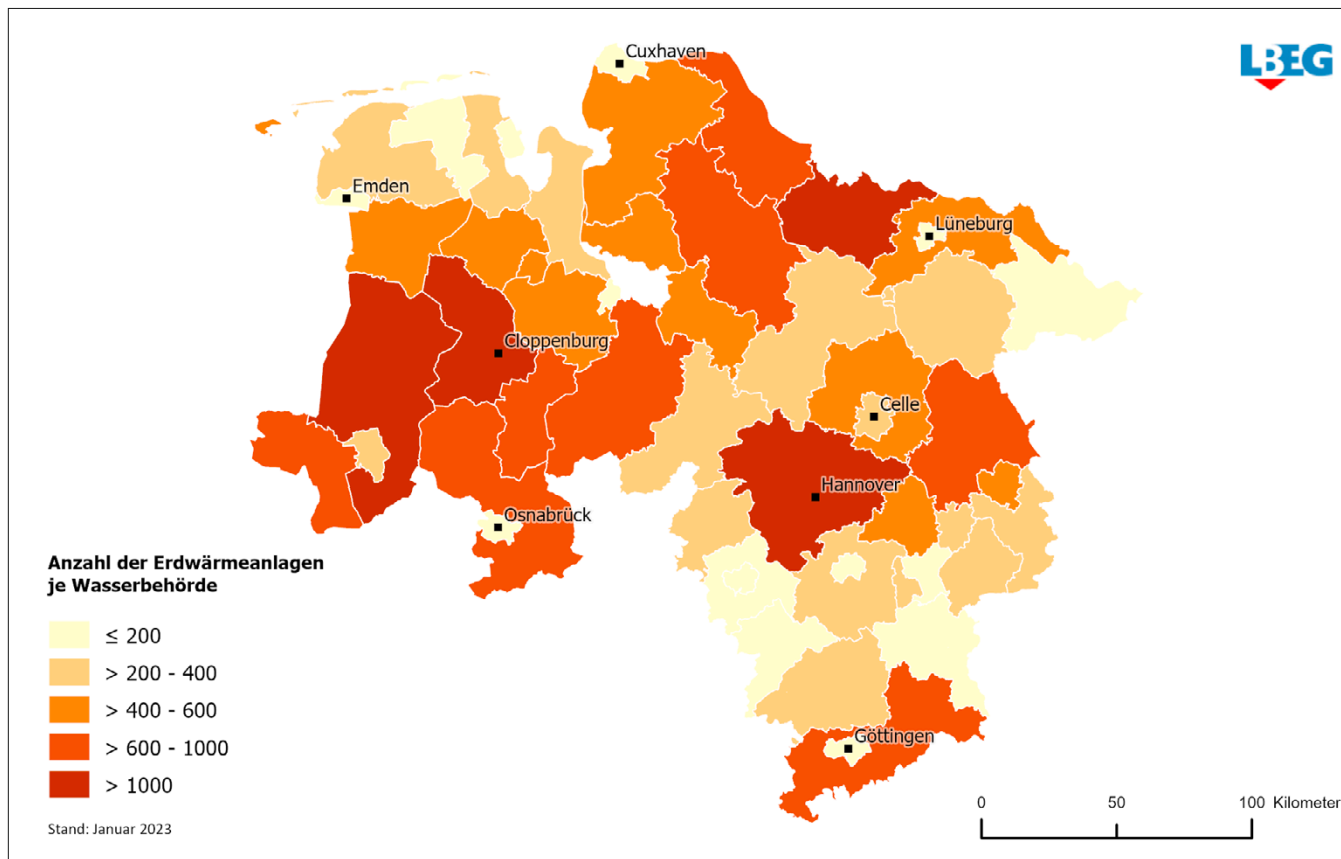 Cuxhaven
LBEG
Emden
Lüneburg
Cloppenburg
Celle
Hannover
Osnabrück
Göttingen
Anzahl der Erdwärmeanlagen
je Wasserbehörde
≤ 200
> 200 - 400
> 400 - 600
> 600 - 1000
> 1000
Stand: Januar 2023
0 50 100 Kilometer